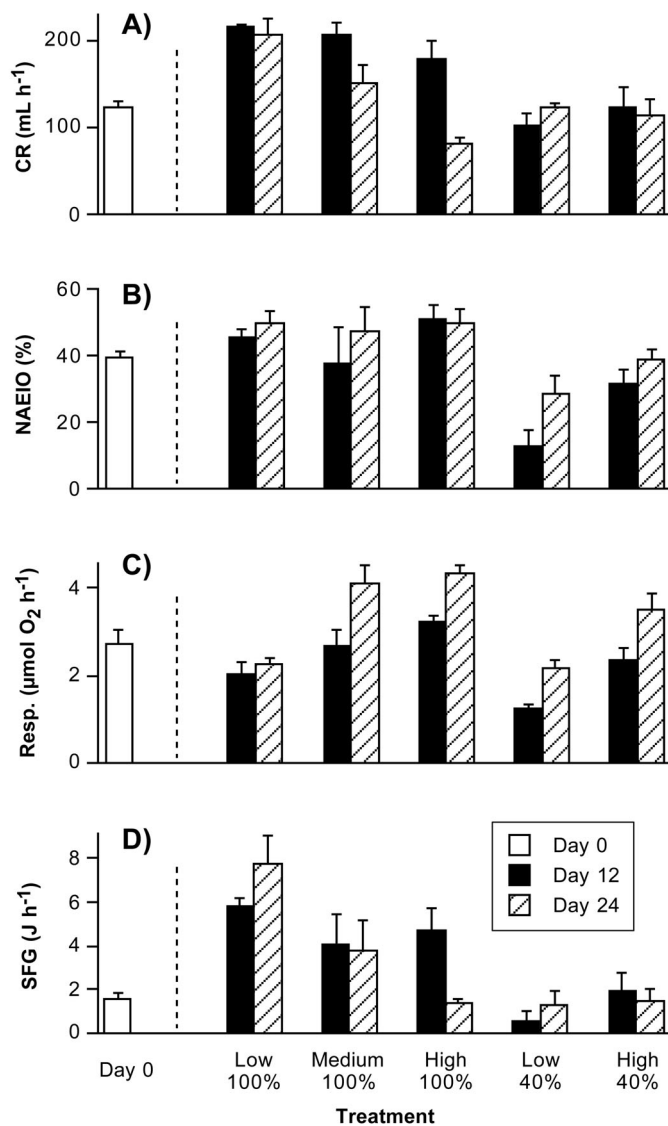 A)
CR (mL h-1)
200
100
0
B)
NAEIO (%)
60
40
20
0
C)
Resp. (µmol O2 h-1)
4
2
0
D)
SFG (J h-1)
8
6
4
2
0
Day 0
Day 12
Day 24
Day 0
Low
100%
Medium
100%
High
100%
Low
40%
High
40%
Treatment